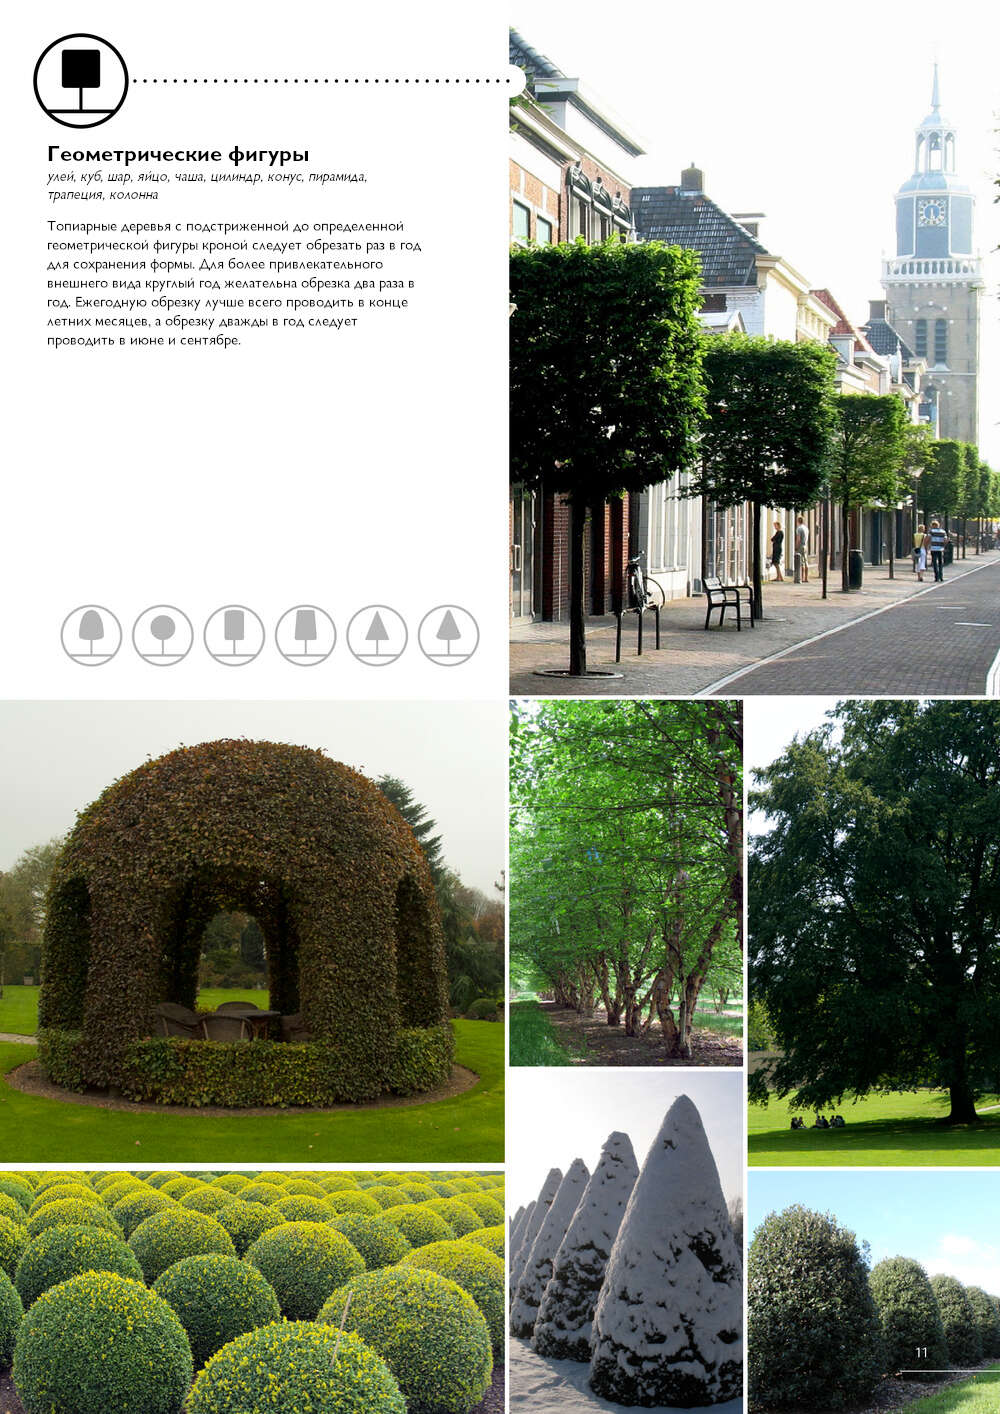 Геометрические фигуры
улей, куб, шар, яйцо, чаша, цилиндр, конус, пирамида,
трапеция, колонна
Топиарные деревья с подстриженной до определенной
геометрической фигуры кроной следует обрезать раз в год
для сохранения формы. Для более привлекательного
внешнего вида круглый год желательна обрезка два раза в
год. Ежегодную обрезку лучше всего проводить в конце
летних месяцев, а обрезку дважды в год следует
проводить в июне и сентябре.
11